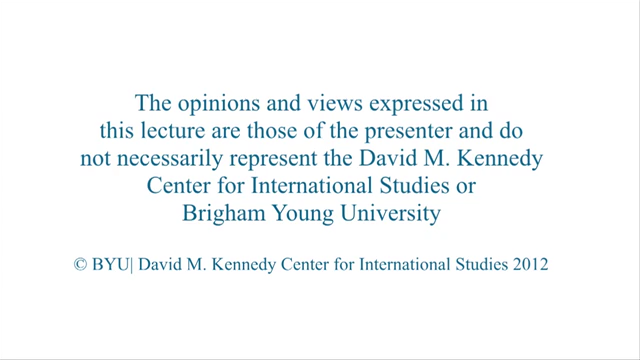 The opinions and views expressed in
this lecture are those of the presenter and do
not necessarily represent the David M. Kennedy
Center for International Studies or
Brigham Young University
© BYU| David M. Kennedy Center for International Studies 2012